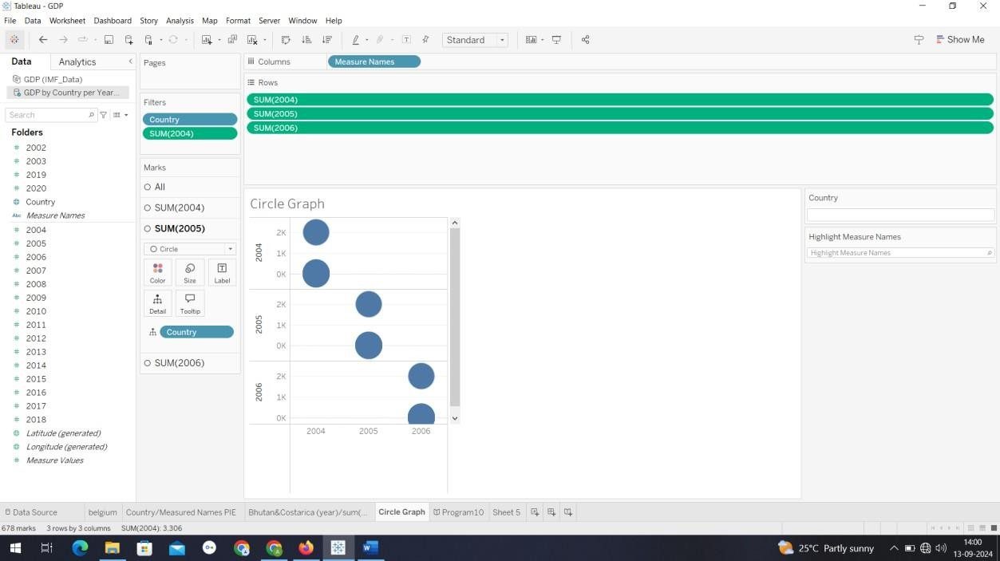 Tableau - GDP
File Data Worksheet Dashboard Story Analysis Map Format Server Window Help
Standard
Show Me
Data Analytics
GDP (IMF_Data)
GDP by Country per Year...
Search
Folders
2002
2003
2019
2020
Country
Abc Measure Names
2004
2005
2006
2007
2008
2009
2010
2011
2012
2013
2014
2015
2016
2017
2018
Latitude (generated)
Longitude (generated)
Measure Values
Pages
Filters
Country
SUM(2004)
Marks
All
SUM(2004)
SUM(2005)
Circle
Color Size Label
Detail Tooltip
Country
SUM(2006)
Columns Measure Names
Rows
SUM(2004)
SUM(2005)
SUM(2006)
Circle Graph
2004
2K
1K
0K
2005
2K
1K
0K
2006
2K
1K
0K
2004 2005 2006
Country
Highlight Measure Names
Highlight Measure Names
Data Source belgium Country/Measured Names PIE Bhutan&Costarica (year)/sum(... Circle Graph Program10 Sheet 5
678 marks 3 rows by 3 columns SUM(2004): 3.306
25°C Partly sunny
14:00
13-09-2024